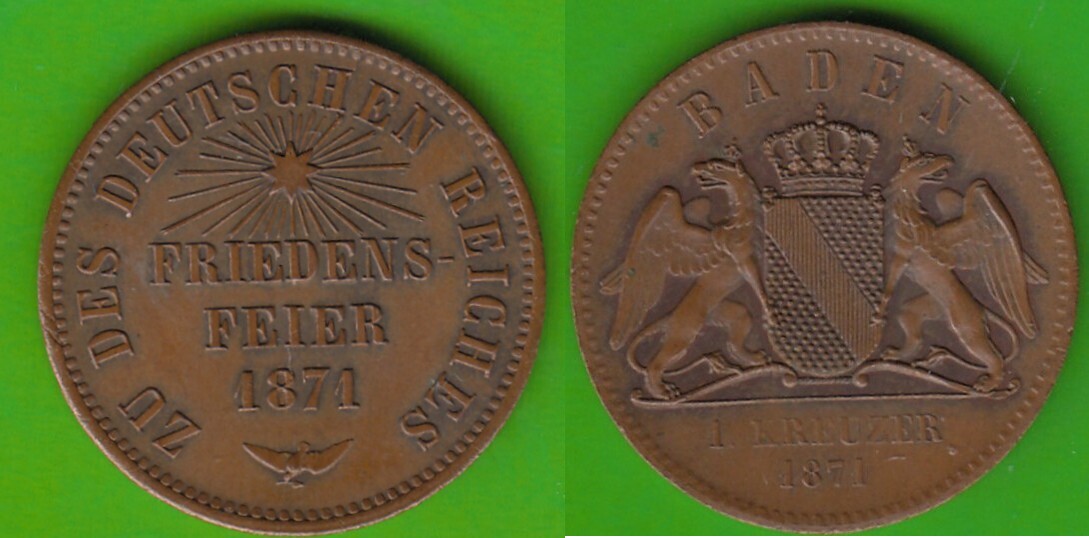 ZU DES DEUTSCHEN REICHES
FRIEDENS-
FEIER
1871
BADEN
1 KREUZER
1871